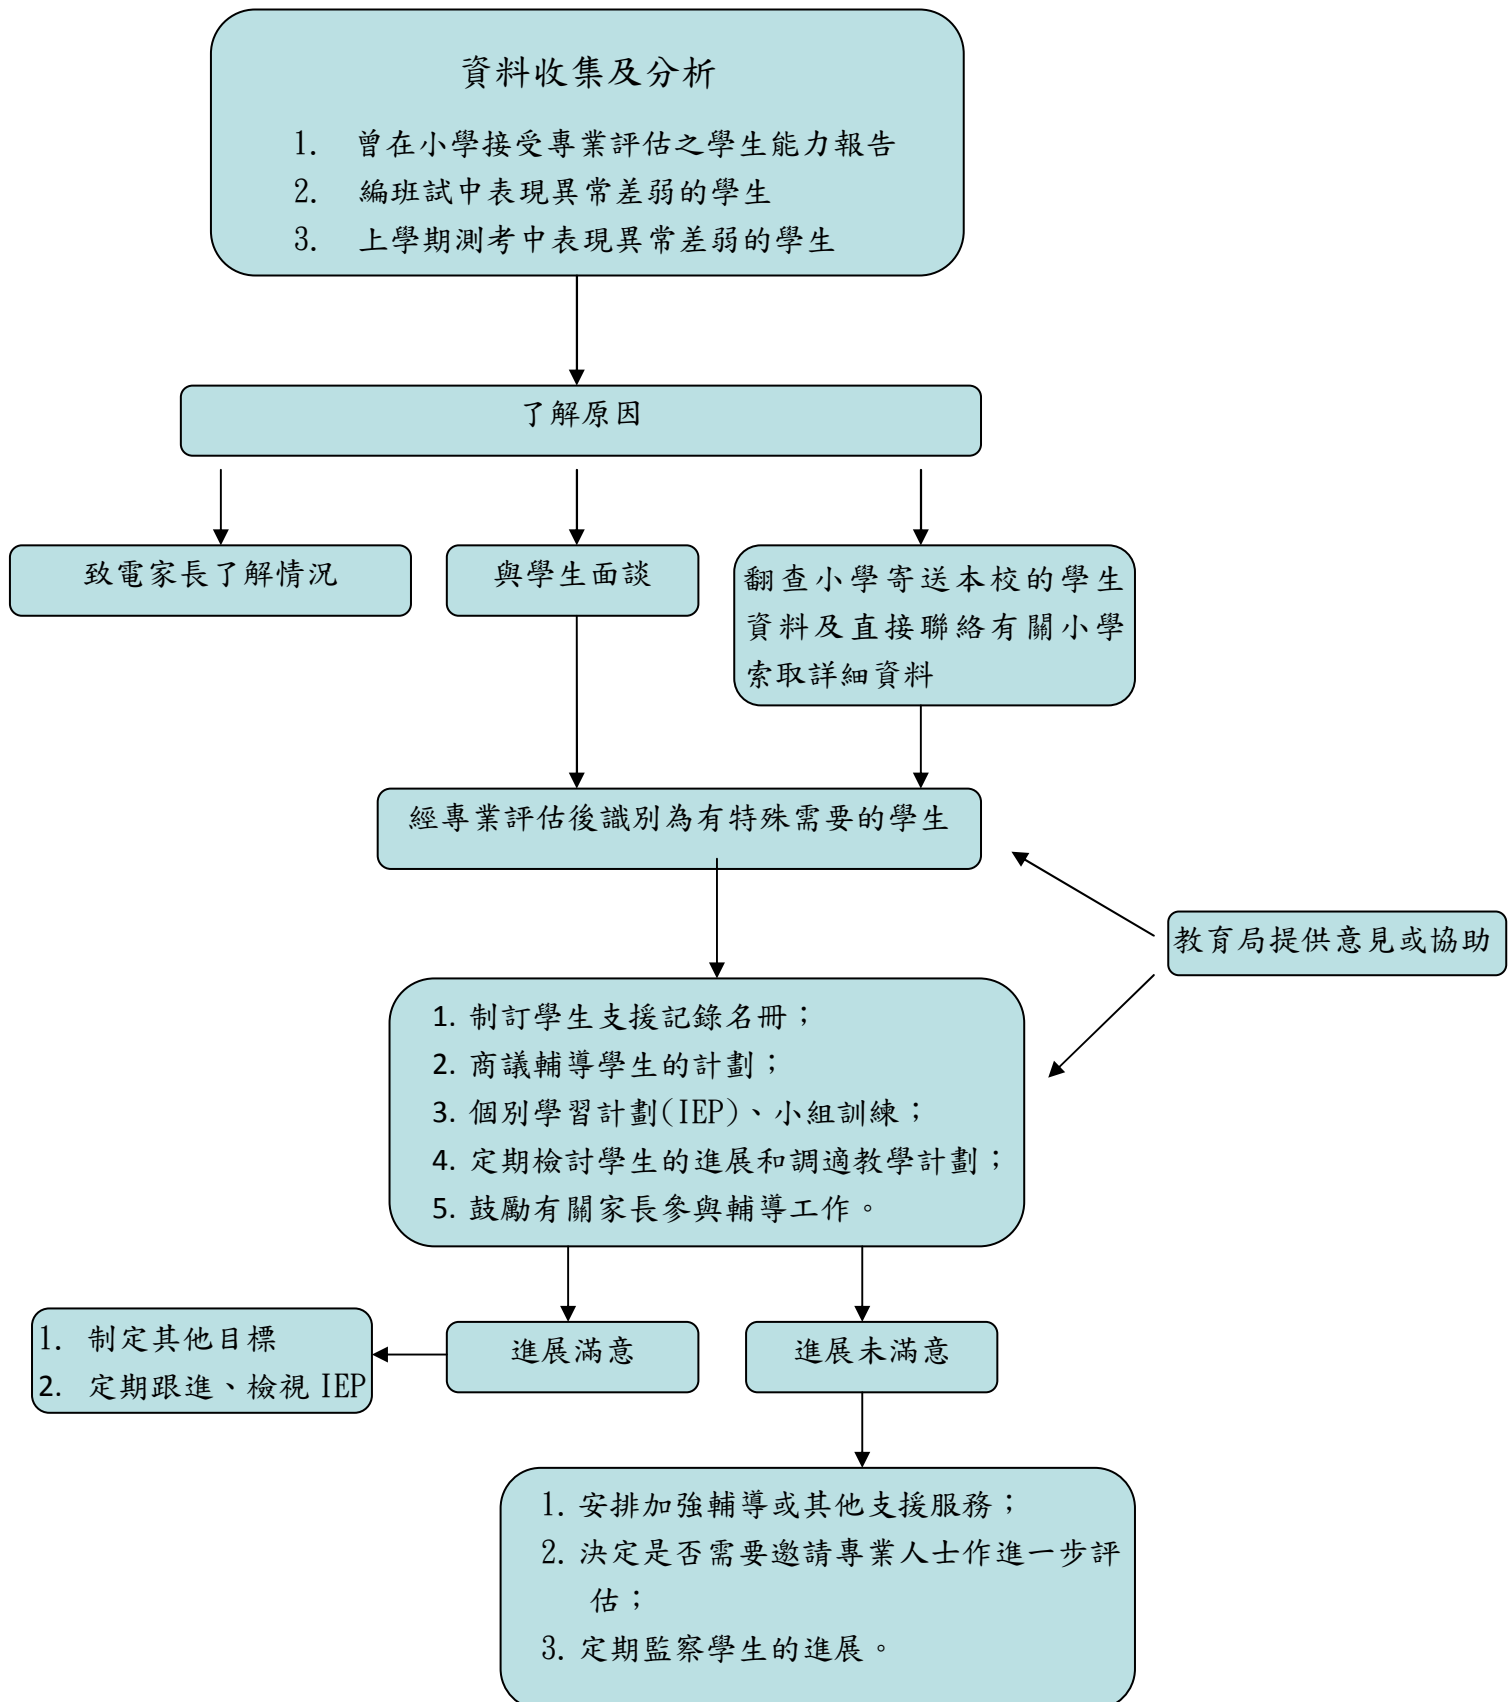 資料收集及分析
1. 曾在小學接受專業評估之學生能力報告
2. 編班試中表現異常差弱的學生
3. 上學期測考中表現異常差弱的學生
了解原因
致電家長了解情況
與學生面談
翻查小學寄送本校的學生
資料及直接聯絡有關小學
索取詳細資料
經專業評估後識別為有特殊需要的學生
教育局提供意見或協助
1. 制訂學生支援記錄名冊；
2. 商議輔導學生的計劃；
3. 個別學習計劃(IEP)、小組訓練；
4. 定期檢討學生的進展和調適教學計劃；
5. 鼓勵有關家長參與輔導工作。
1. 制定其他目標
2. 定期跟進、檢視 IEP
進展滿意
進展未滿意
1. 安排加強輔導或其他支援服務；
2. 決定是否需要邀請專業人士作進一步評
估；
3. 定期監察學生的進展。